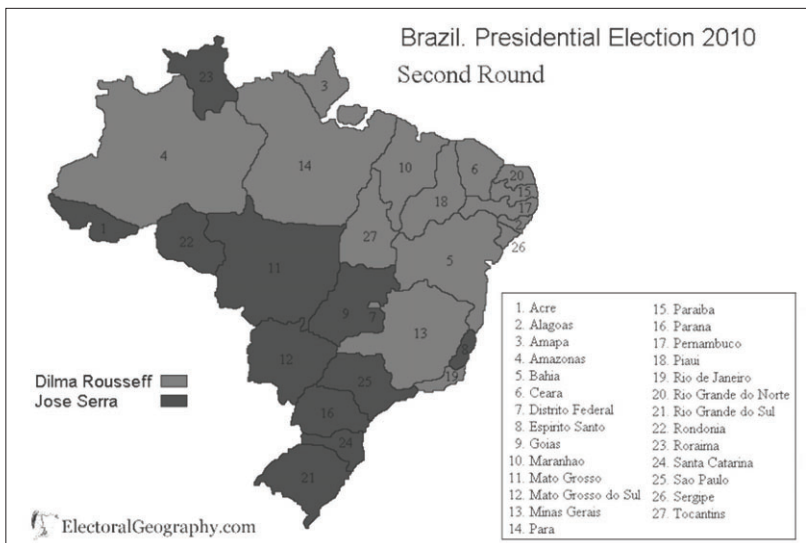 Brazil. Presidential Election 2010
Second Round
23
3
4
14
10
6
20
15
17
18
2
26
27
1
22
11
5
9
7
13
8
12
19
25
16
24
21
Dilma Rousseff
Jose Serra
1. Acre
2. Alagoas
3. Amapa
4. Amazonas
5. Bahia
6. Ceara
7. Distrito Federal
8. Espirito Santo
9. Goias
10. Maranhao
11. Mato Grosso
12. Mato Grosso do Sul
13. Minas Gerais
14. Para
15. Paraiba
16. Parana
17. Pernambuco
18. Piaui
19. Rio de Janeiro
20. Rio Grande do Norte
21. Rio Grande do Sul
22. Rondonia
23. Roraima
24. Santa Catarina
25. Sao Paulo
26. Sergipe
27. Tocantins
ElectoralGeography.com